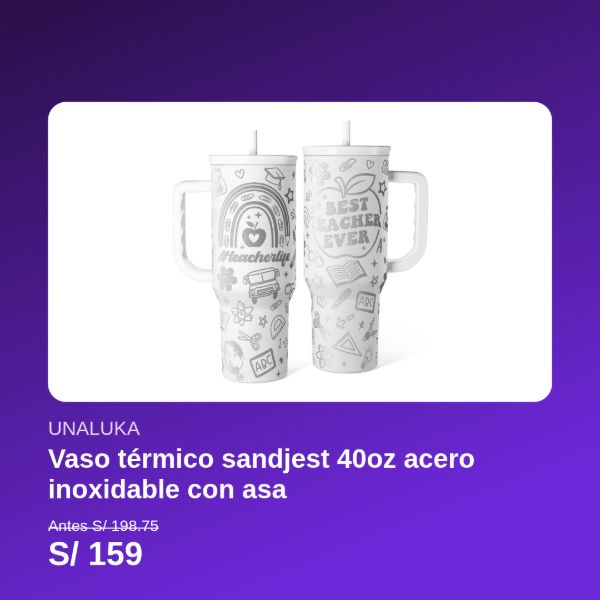 #teacherlife
ABC
BEST
TEACHER
EVER
A+
ABC
UNALUKA
Vaso térmico sandjest 40oz acero
inoxidable con asa
Antes S/ 198.75
S/ 159